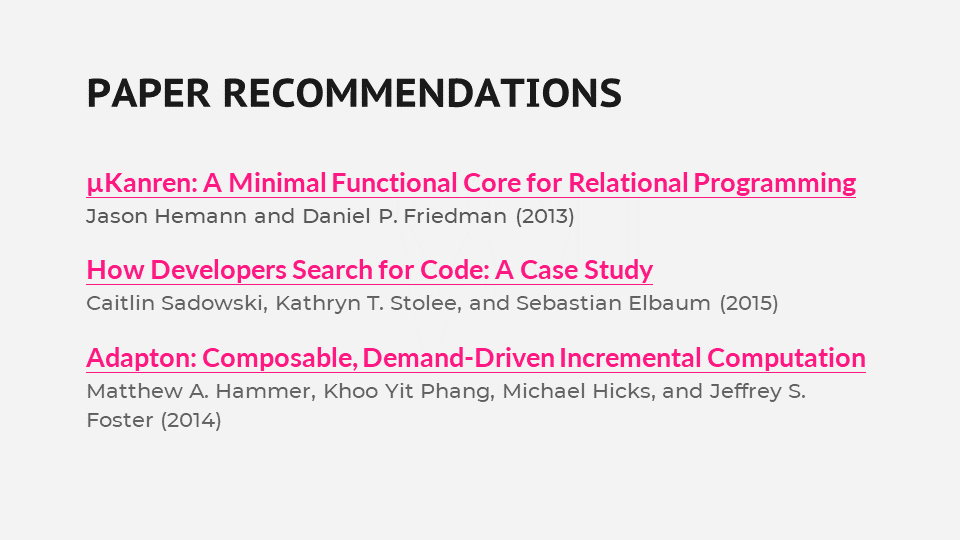 PAPER RECOMMENDATIONS
µKanren: A Minimal Functional Core for Relational Programming
Jason Hemann and Daniel P. Friedman (2013)
How Developers Search for Code: A Case Study
Caitlin Sadowski, Kathryn T. Stolee, and Sebastian Elbaum (2015)
Adapton: Composable, Demand-Driven Incremental Computation
Matthew A. Hammer, Khoo Yit Phang, Michael Hicks, and Jeffrey S.
Foster (2014)